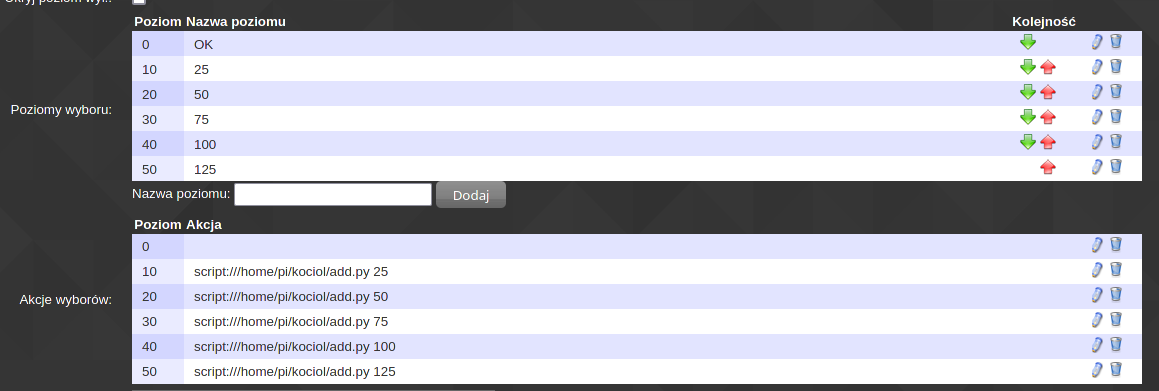 Poziom Nazwa poziomu Kolejność
0 OK
10 25
20 50
Poziomy wyboru:
30 75
40 100
50 125
Nazwa poziomu: Dodaj
Poziom Akcja
0
10 script:///home/pi/kociol/add.py 25
20 script:///home/pi/kociol/add.py 50
Akcje wyborów:
30 script:///home/pi/kociol/add.py 75
40 script:///home/pi/kociol/add.py 100
50 script:///home/pi/kociol/add.py 125